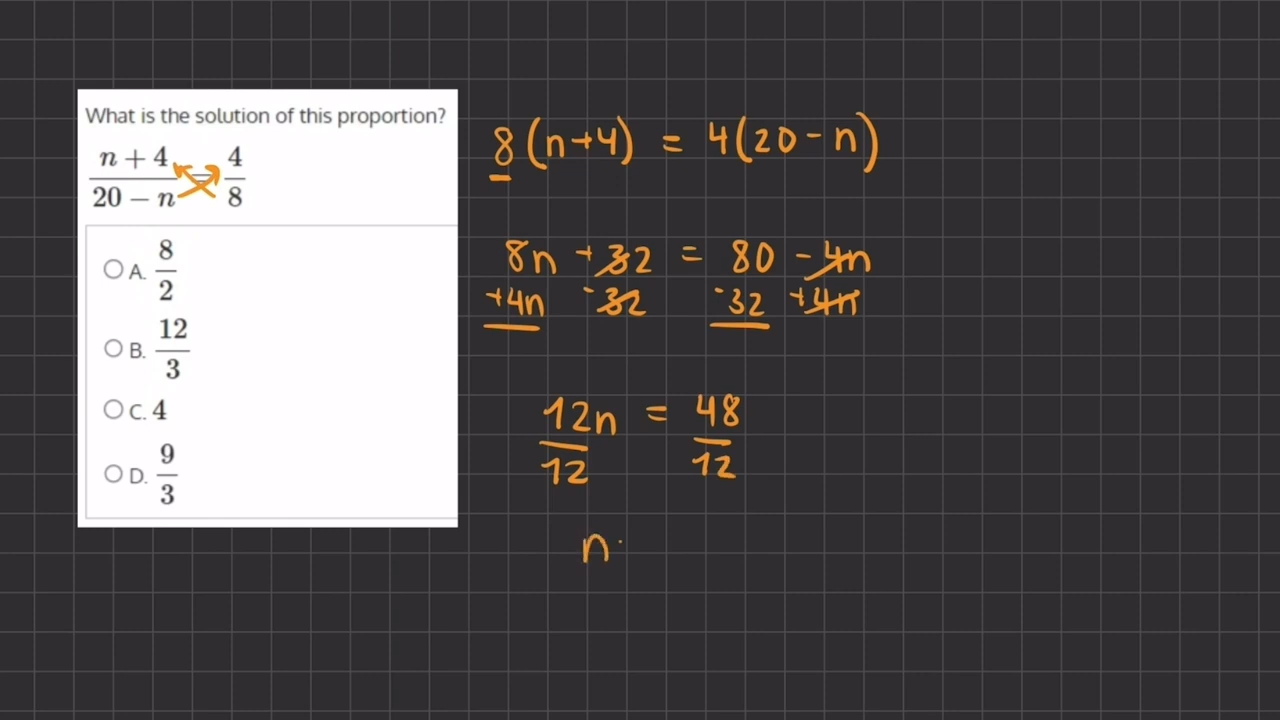 What is the solution of this proportion?
n + 4 / 20 − n = 4 / 8
A. 8/2
B. 12/3
C. 4
D. 9/3
8(n+4) = 4(20-n)
8n +32 = 80 -4n
+4n -32 -32 +4n
12n = 48
12 12
n